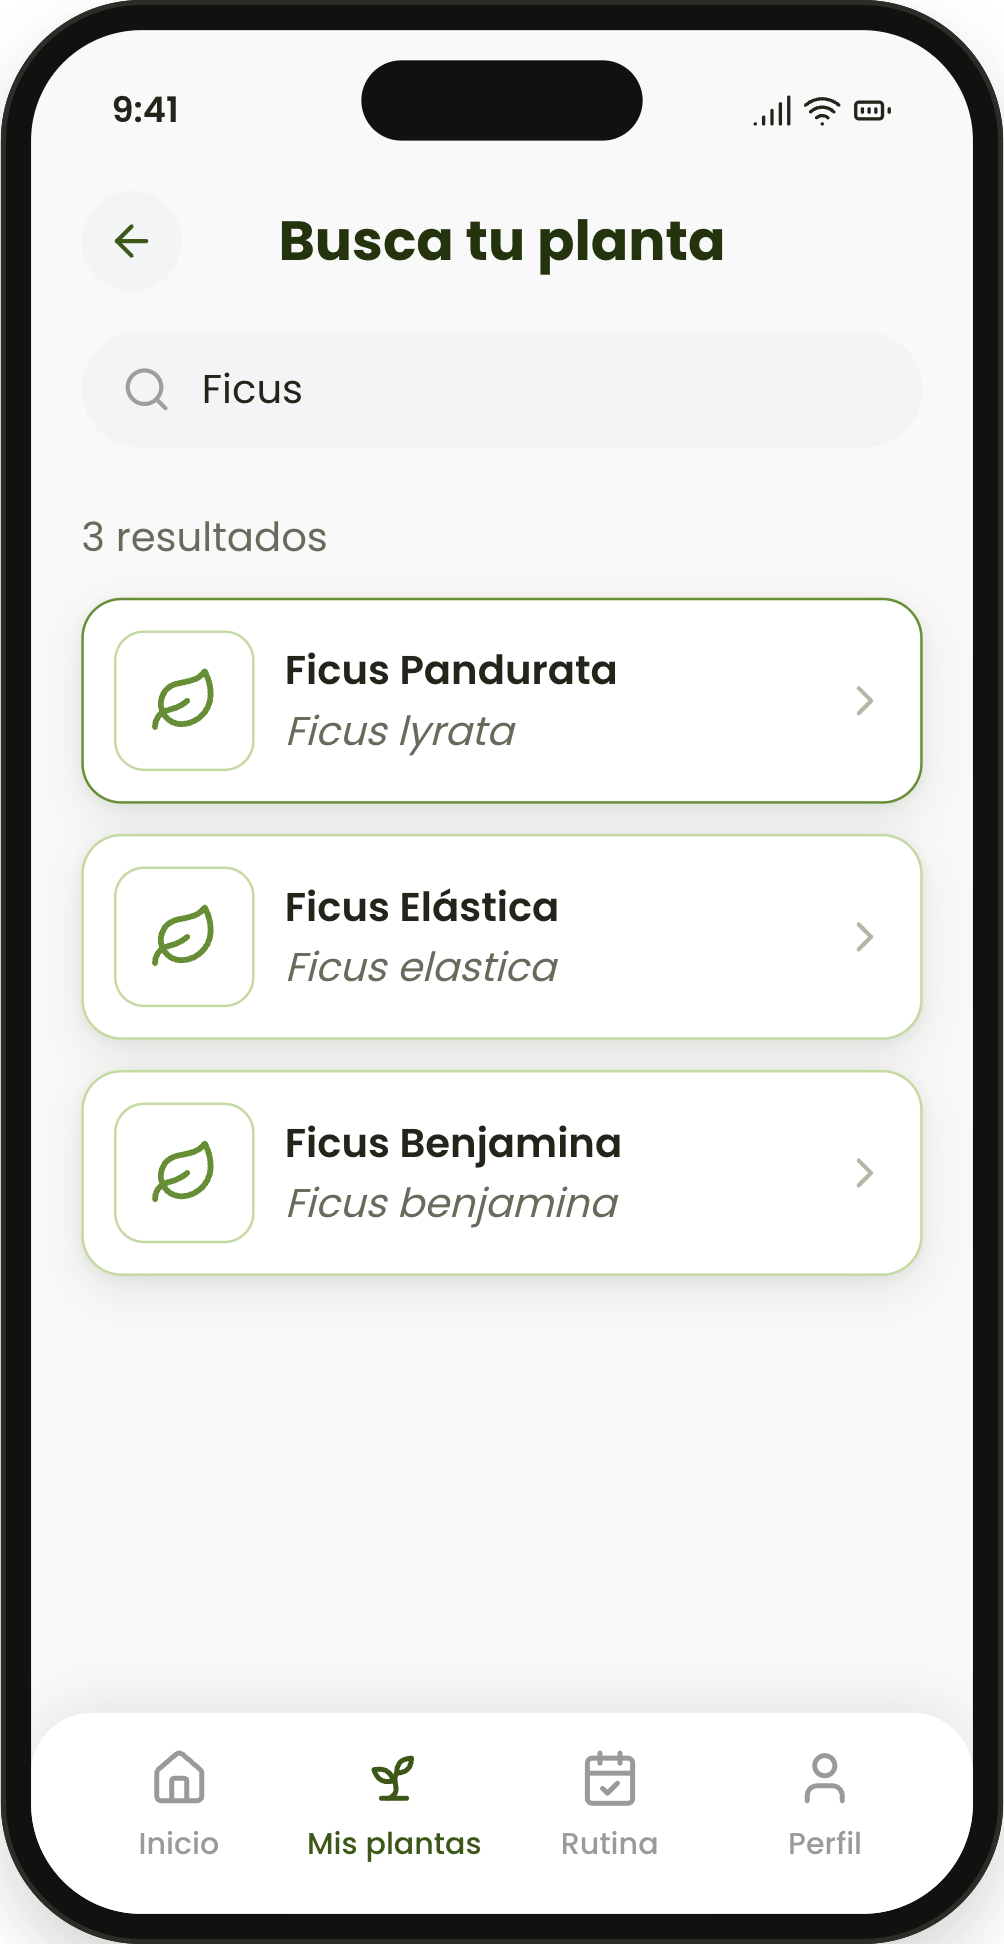 9:41
Busca tu planta
Ficus
3 resultados
Ficus Pandurata
Ficus lyrata
Ficus Elástica
Ficus elastica
Ficus Benjamina
Ficus benjamina
Inicio
Mis plantas
Rutina
Perfil